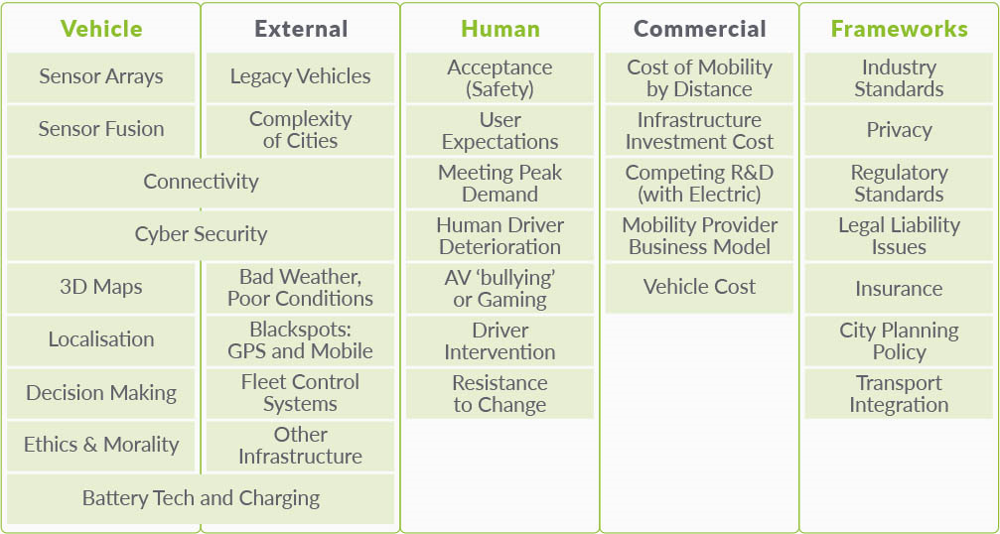 Vehicle
Sensor Arrays
Sensor Fusion
Connectivity
Cyber Security
3D Maps
Localisation
Decision Making
Ethics & Morality
Battery Tech and Charging
External
Legacy Vehicles
Complexity
of Cities
Bad Weather,
Poor Conditions
Blackspots:
GPS and Mobile
Fleet Control
Systems
Other
Infrastructure
Human
Acceptance
(Safety)
User
Expectations
Meeting Peak
Demand
Human Driver
Deterioration
AV ‘bullying’
or Gaming
Driver
Intervention
Resistance
to Change
Commercial
Cost of Mobility
by Distance
Infrastructure
Investment Cost
Competing R&D
(with Electric)
Mobility Provider
Business Model
Vehicle Cost
Frameworks
Industry
Standards
Privacy
Regulatory
Standards
Legal Liability
Issues
Insurance
City Planning
Policy
Transport
Integration